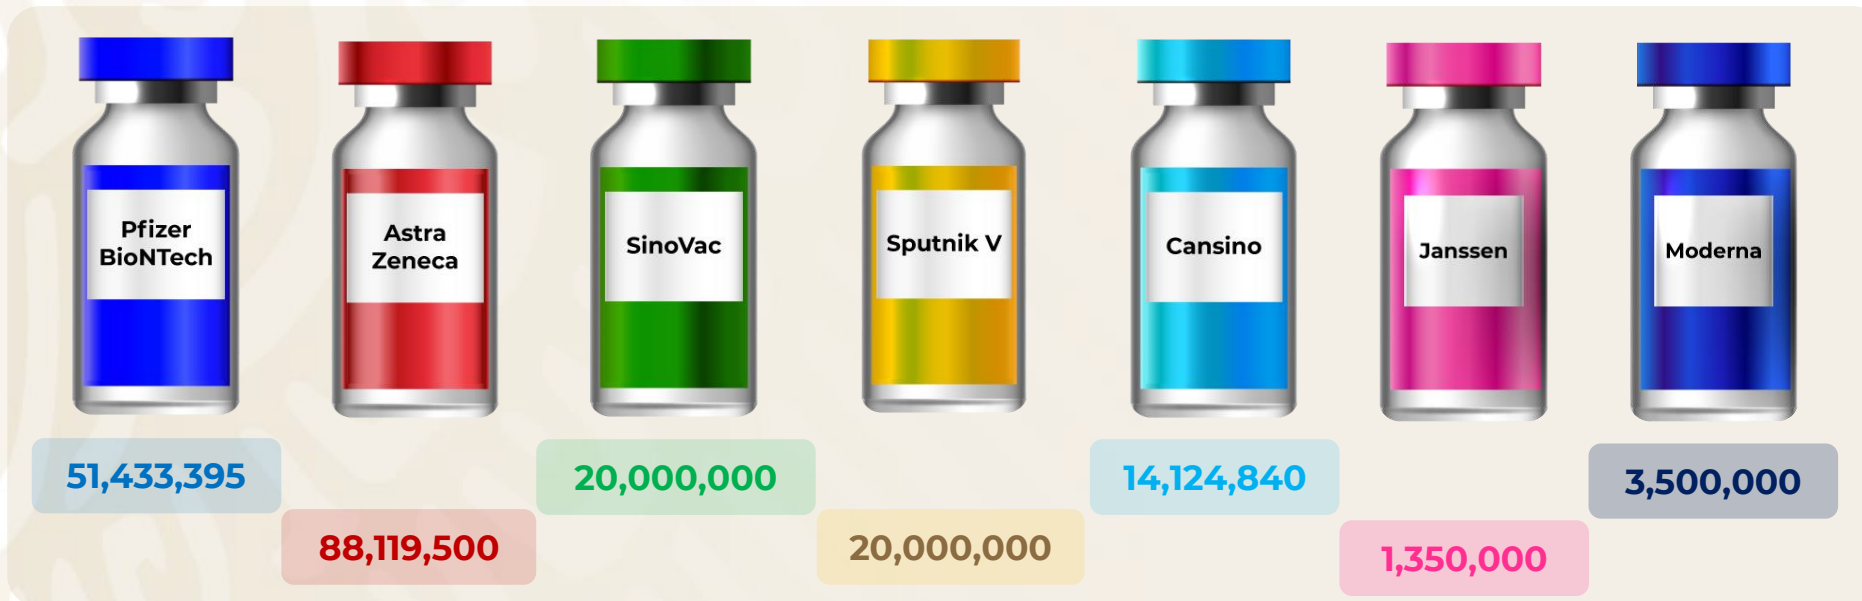 Pfizer
BioNTech
Astra
Zeneca
SinoVac
Sputnik V
Cansino
Janssen
Moderna
51,433,395
88,119,500
20,000,000
20,000,000
14,124,840
1,350,000
3,500,000